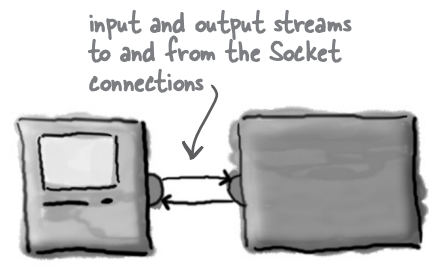 input and output streams
to and from the Socket
connections